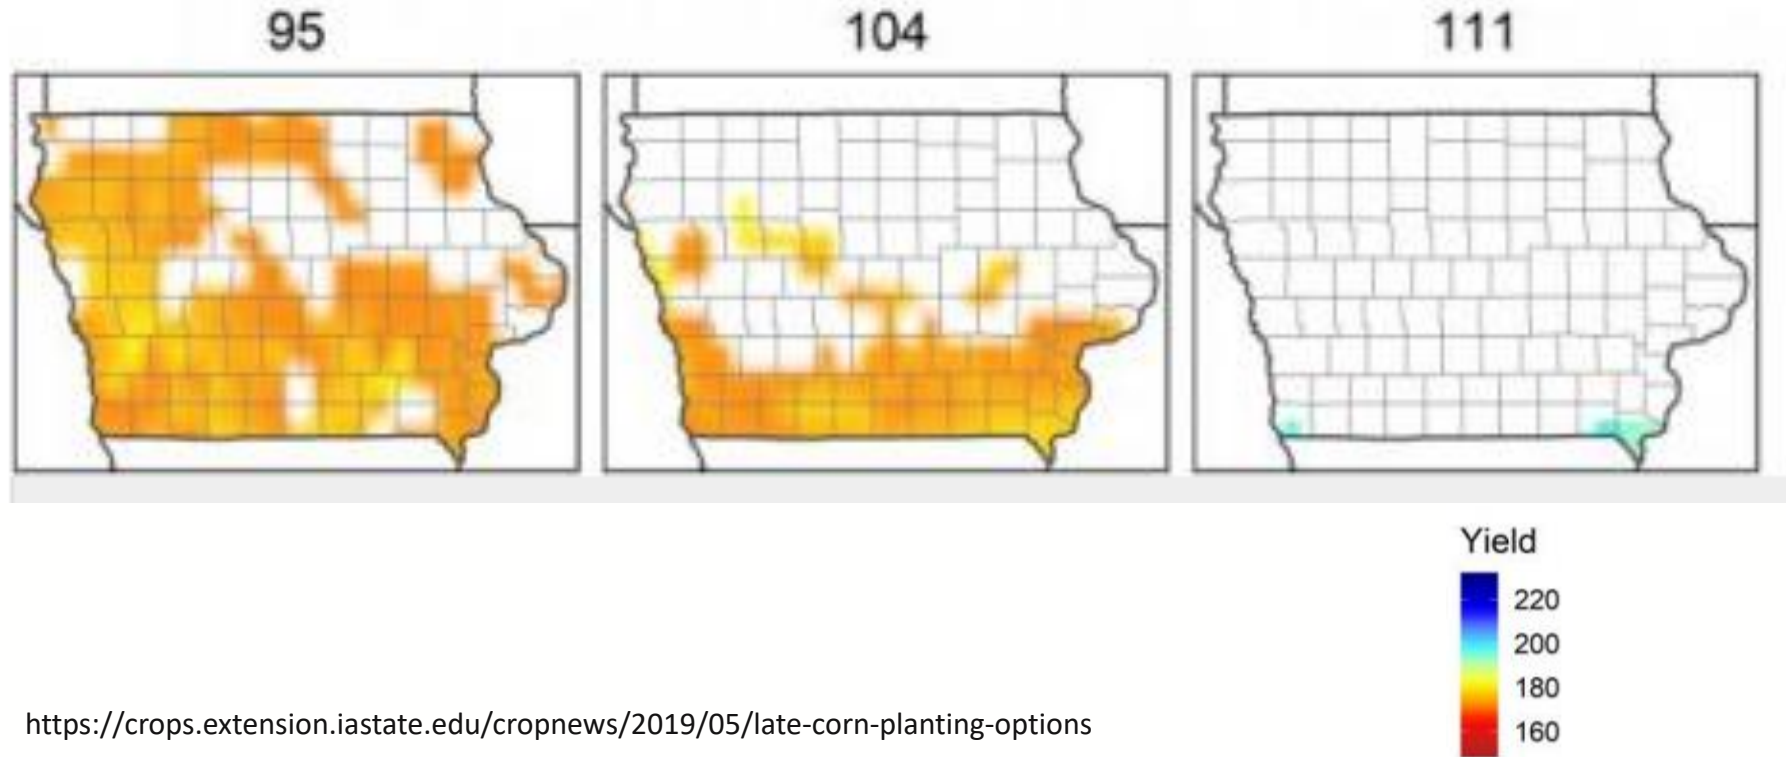 95 104 111
Yield
220
200
180
160
https://crops.extension.iastate.edu/cropnews/2019/05/late-corn-planting-options